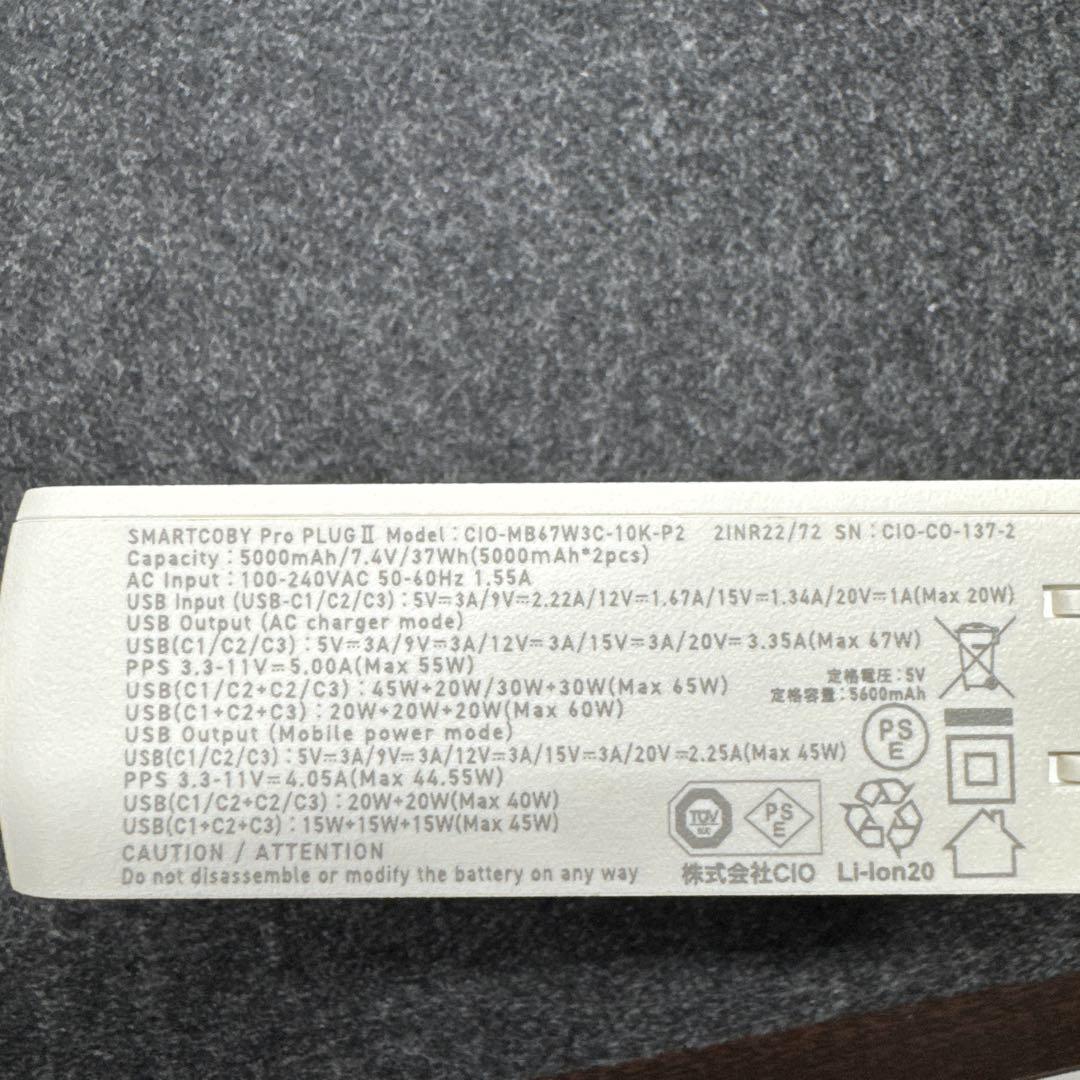 SMARTCOBY Pro PLUGⅡ Model：CIO-MB67W3C-10K-P2 2INR22/72 SN：CIO-CO-137-2
Capacity：5000mAh/7.4V/37Wh(5000mAh*2pcs)
AC Input：100-240VAC 50-60Hz 1.55A
USB Input (USB-C1/C2/C3)：5V⎓3A/9V⎓2.22A/12V⎓1.67A/15V⎓1.34A/20V⎓1A(Max 20W)
USB Output (AC charger mode)
USB(C1/C2/C3)：5V⎓3A/9V⎓3A/12V⎓3A/15V⎓3A/20V⎓3.35A(Max 67W)
PPS 3.3-11V⎓5.00A(Max 55W)
USB(C1/C2+C2/C3)：45W+20W/30W+30W(Max 65W)
USB(C1+C2+C3)：20W+20W+20W(Max 60W)
USB Output (Mobile power mode)
USB(C1/C2/C3)：5V⎓3A/9V⎓3A/12V⎓3A/15V⎓3A/20V⎓2.25A(Max 45W)
PPS 3.3-11V⎓4.05A(Max 44.55W)
USB(C1/C2+C2/C3)：20W+20W(Max 40W)
USB(C1+C2+C3)：15W+15W+15W(Max 45W)
CAUTION / ATTENTION
Do not disassemble or modify the battery on any way
定格電圧：5V
定格容量：5600mAh
PSE
TÜV
PSE
株式会社CIO
Li-Ion20